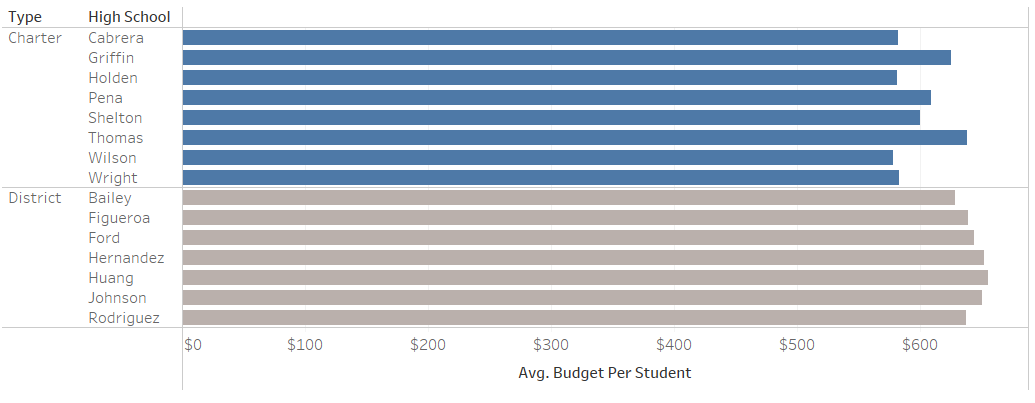 Type High School
Charter Cabrera
Griffin
Holden
Pena
Shelton
Thomas
Wilson
Wright
District Bailey
Figueroa
Ford
Hernandez
Huang
Johnson
Rodriguez
$0 $100 $200 $300 $400 $500 $600
Avg. Budget Per Student